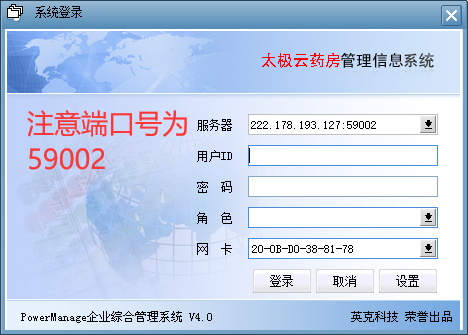 系统登录
太极云药房管理信息系统
注意端口号为
59002
服务器 222.178.193.127:59002
用户ID
密 码
角 色
网 卡 20-0B-D0-38-81-78
登录 取消 设置
PowerManage企业综合管理系统 V4.0 英克科技 荣誉出品